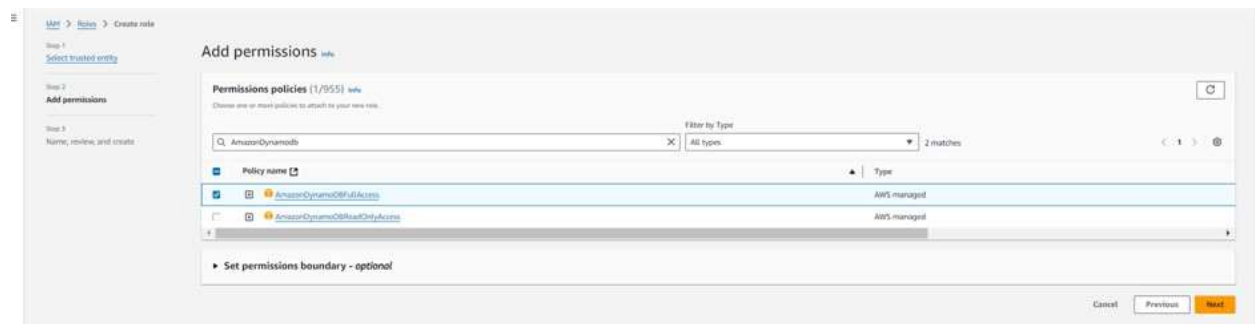 IAM > Roles > Create role
Step 1
Select trusted entity
Step 2
Add permissions
Step 3
Name, review, and create
Add permissions Info
Permissions policies (1/955) Info
Choose one or more policies to attach to your new role.
Filter by Type
AmazonDynamodb
All types
2 matches
1
Policy name
Type
AmazonDynamoDBFullAccess
AWS managed
AmazonDynamoDBReadOnlyAccess
AWS managed
Set permissions boundary - optional
Cancel
Previous
Next